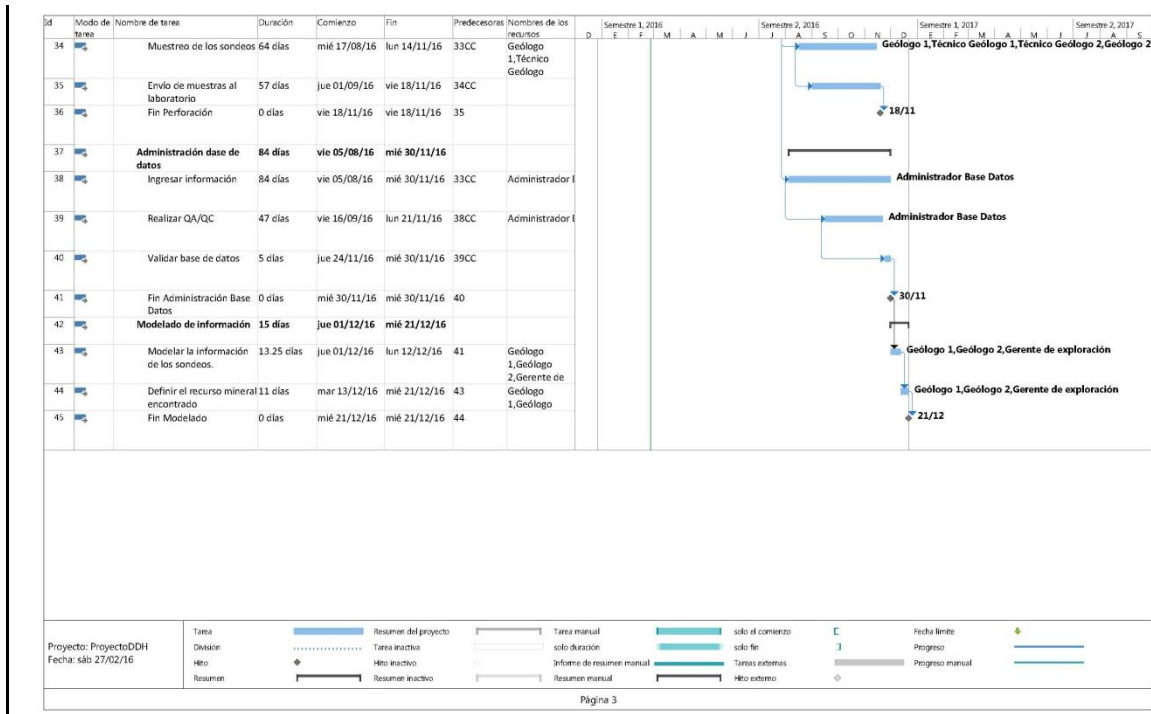 Id Modo de tarea Nombre de tarea Duración Comienzo Fin Predecesoras Nombres de los recursos
Semestre 1, 2016 Semestre 2, 2016 Semestre 1, 2017 Semestre 2, 2017
D E F M A M J J A S O N D E F M A M J J A S
34 Muestreo de los sondeos 64 días mié 17/08/16 lun 14/11/16 33CC Geólogo 1,Técnico Geólogo
Geólogo 1,Técnico Geólogo 1,Técnico Geólogo 2,Geólogo 2
35 Envío de muestras al laboratorio 57 días jue 01/09/16 vie 18/11/16 34CC
36 Fin Perforación 0 días vie 18/11/16 vie 18/11/16 35
18/11
37 Administración dase de datos 84 días vie 05/08/16 mié 30/11/16
38 Ingresar información 84 días vie 05/08/16 mié 30/11/16 33CC Administrador
Administrador Base Datos
39 Realizar QA/QC 47 días vie 16/09/16 lun 21/11/16 38CC Administrador
Administrador Base Datos
40 Validar base de datos 5 días jue 24/11/16 mié 30/11/16 39CC
41 Fin Administración Base Datos 0 días mié 30/11/16 mié 30/11/16 40
30/11
42 Modelado de información 15 días jue 01/12/16 mié 21/12/16
43 Modelar la información de los sondeos. 13.25 días jue 01/12/16 lun 12/12/16 41 Geólogo 1,Geólogo 2,Gerente de
Geólogo 1,Geólogo 2,Gerente de exploración
44 Definir el recurso mineral encontrado 11 días mar 13/12/16 mié 21/12/16 43 Geólogo 1,Geólogo
Geólogo 1,Geólogo 2,Gerente de exploración
45 Fin Modelado 0 días mié 21/12/16 mié 21/12/16 44
21/12
Proyecto: ProyectoDDH
Fecha: sáb 27/02/16
Tarea Resumen del proyecto Tarea manual solo el comienzo Fecha límite
División Tarea inactiva solo duración solo fin Progreso
Hito Hito inactivo Informe de resumen manual Tareas externas Progreso manual
Resumen Resumen inactivo Resumen manual Hito externo
Página 3